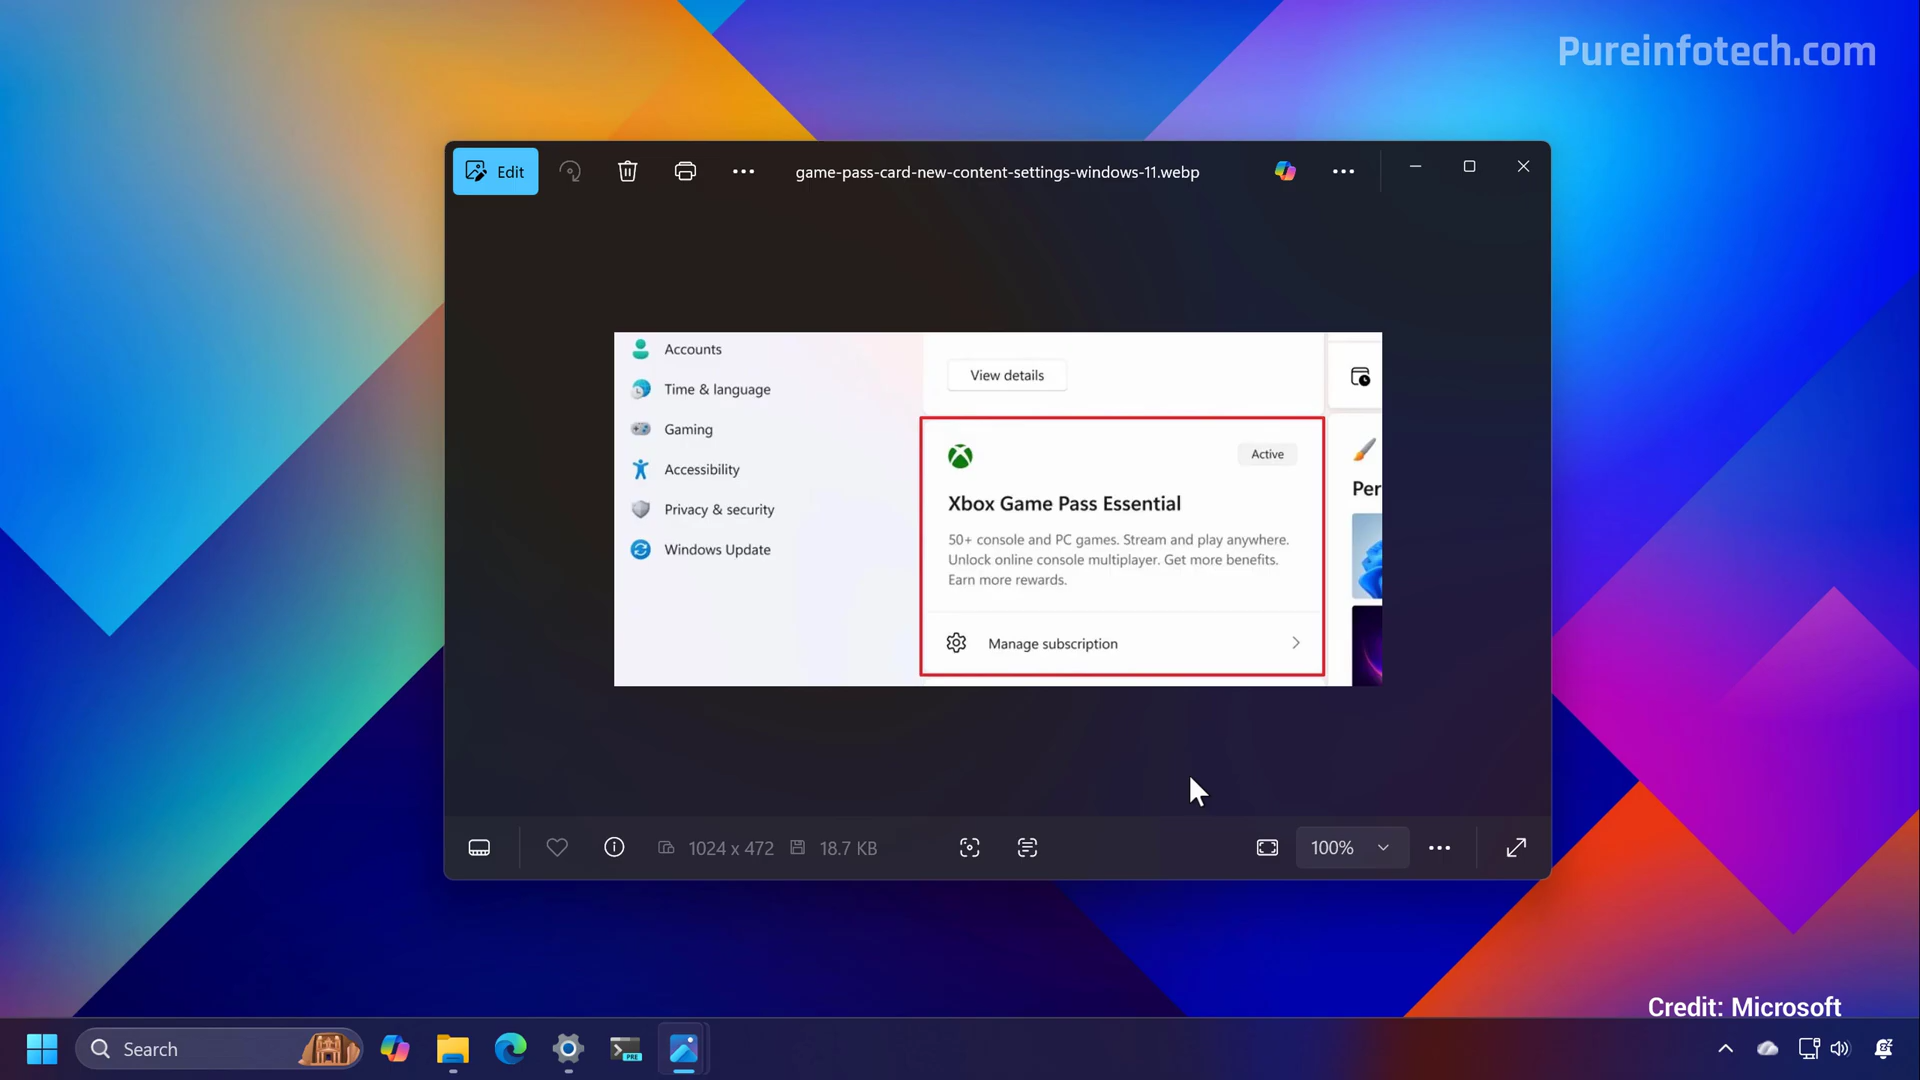 Pureinfotech.com
Edit
game-pass-card-new-content-settings-windows-11.webp
Accounts
Time & language
Gaming
Accessibility
Privacy & security
Windows Update
View details
Active
Xbox Game Pass Essential
50+ console and PC games. Stream and play anywhere.
Unlock online console multiplayer. Get more benefits.
Earn more rewards.
Manage subscription
Per
1024 x 472
18.7 KB
100%
Credit: Microsoft
Search
PRE